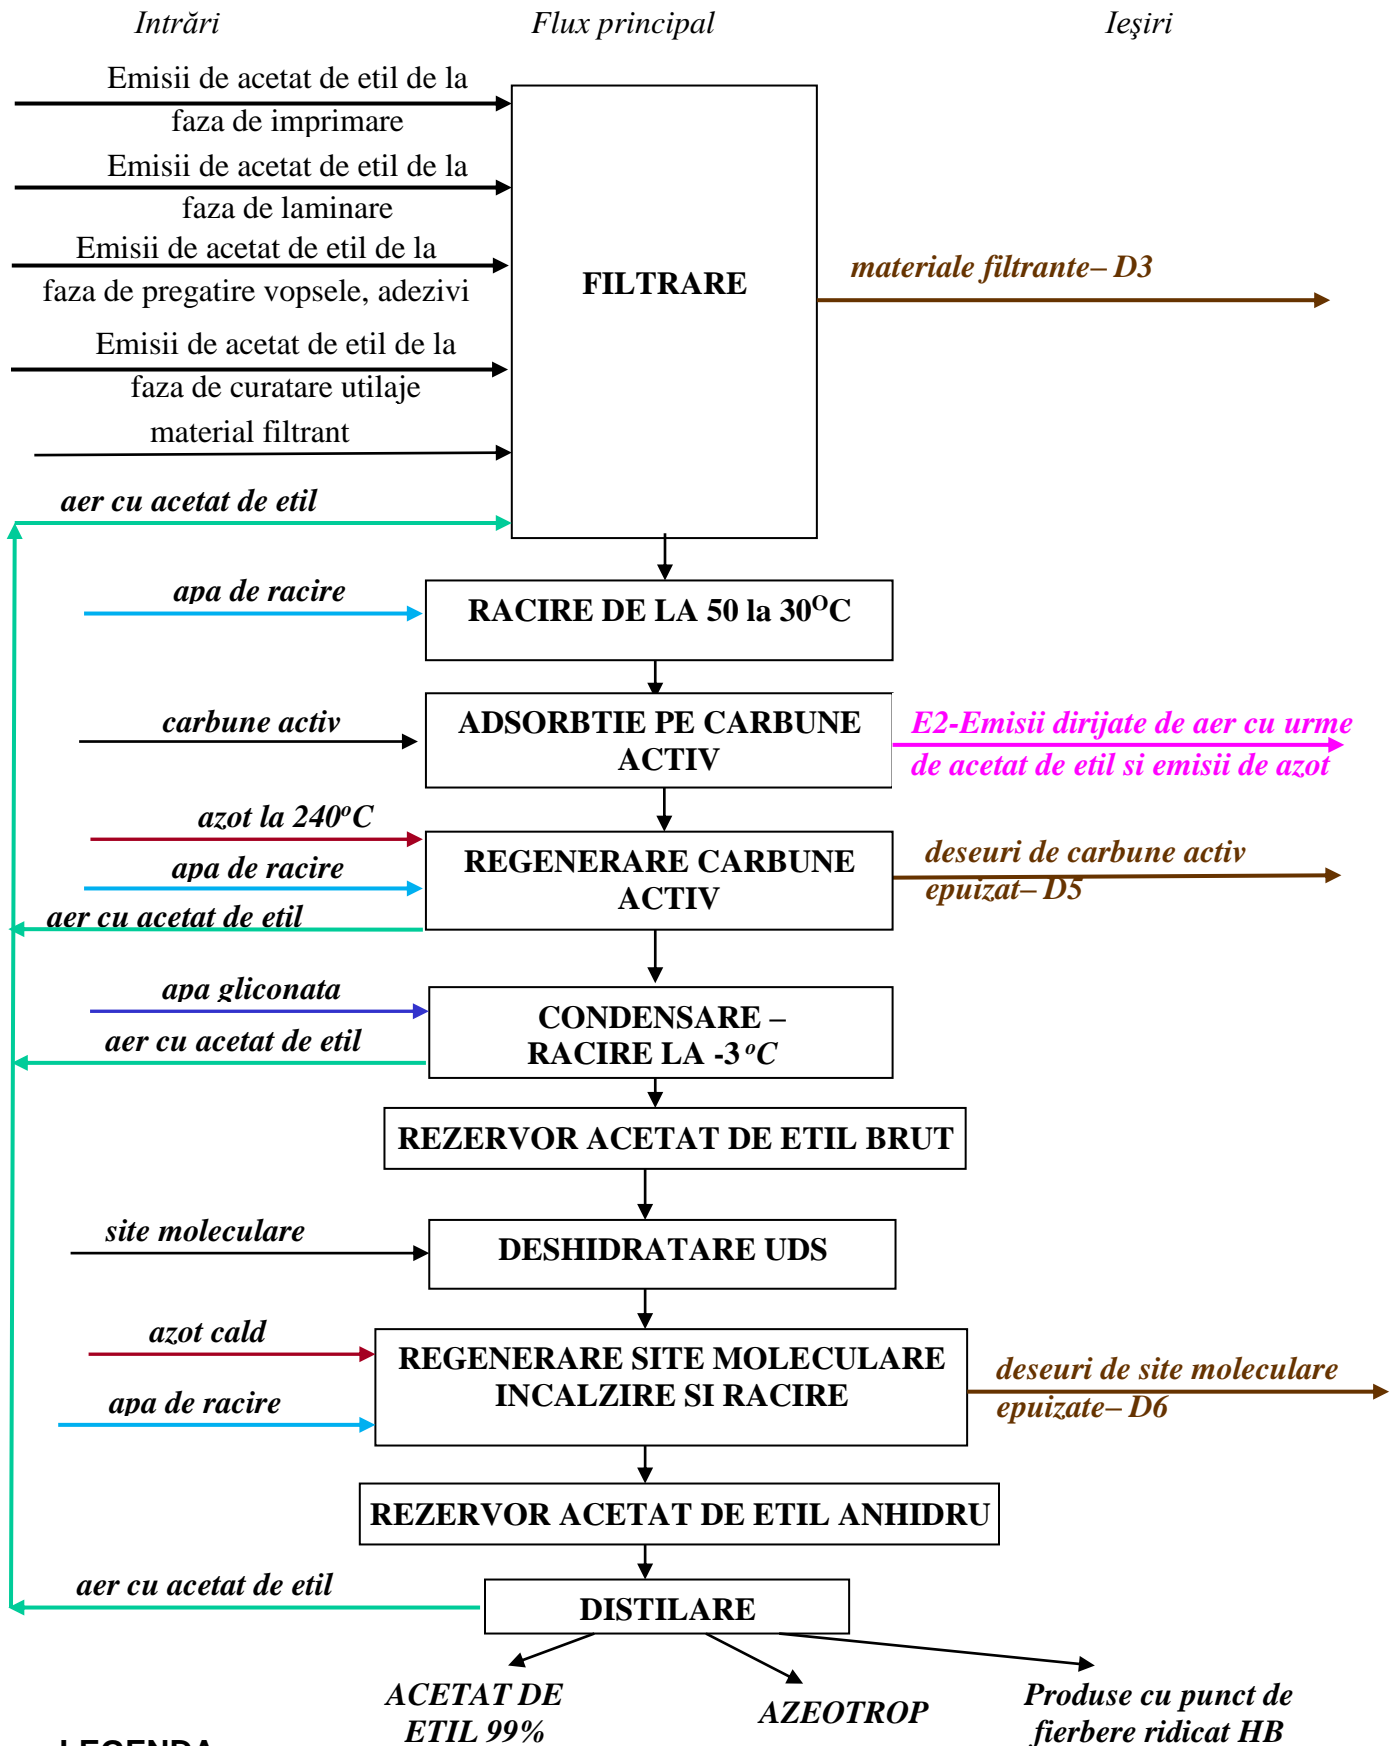 Intrări
Flux principal
Ieşiri
Emisii de acetat de etil de la
faza de imprimare
Emisii de acetat de etil de la
faza de laminare
Emisii de acetat de etil de la
faza de pregatire vopsele, adezivi
Emisii de acetat de etil de la
faza de curatare utilaje
material filtrant
aer cu acetat de etil
FILTRARE
materiale filtrante– D3
apa de racire
RACIRE DE LA 50 la 30ᴼC
carbune activ
ADSORBTIE PE CARBUNE
ACTIV
E2-Emisii dirijate de aer cu urme
de acetat de etil si emisii de azot
azot la 240ºC
apa de racire
aer cu acetat de etil
REGENERARE CARBUNE
ACTIV
deseuri de carbune activ
epuizat– D5
apa gliconata
aer cu acetat de etil
CONDENSARE –
RACIRE LA -3ºC
REZERVOR ACETAT DE ETIL BRUT
site moleculare
DESHIDRATARE UDS
azot cald
apa de racire
REGENERARE SITE MOLECULARE
INCALZIRE SI RACIRE
deseuri de site moleculare
epuizate– D6
REZERVOR ACETAT DE ETIL ANHIDRU
aer cu acetat de etil
DISTILARE
ACETAT DE
ETIL 99%
AZEOTROP
Produse cu punct de
fierbere ridicat HB
LEGENDA